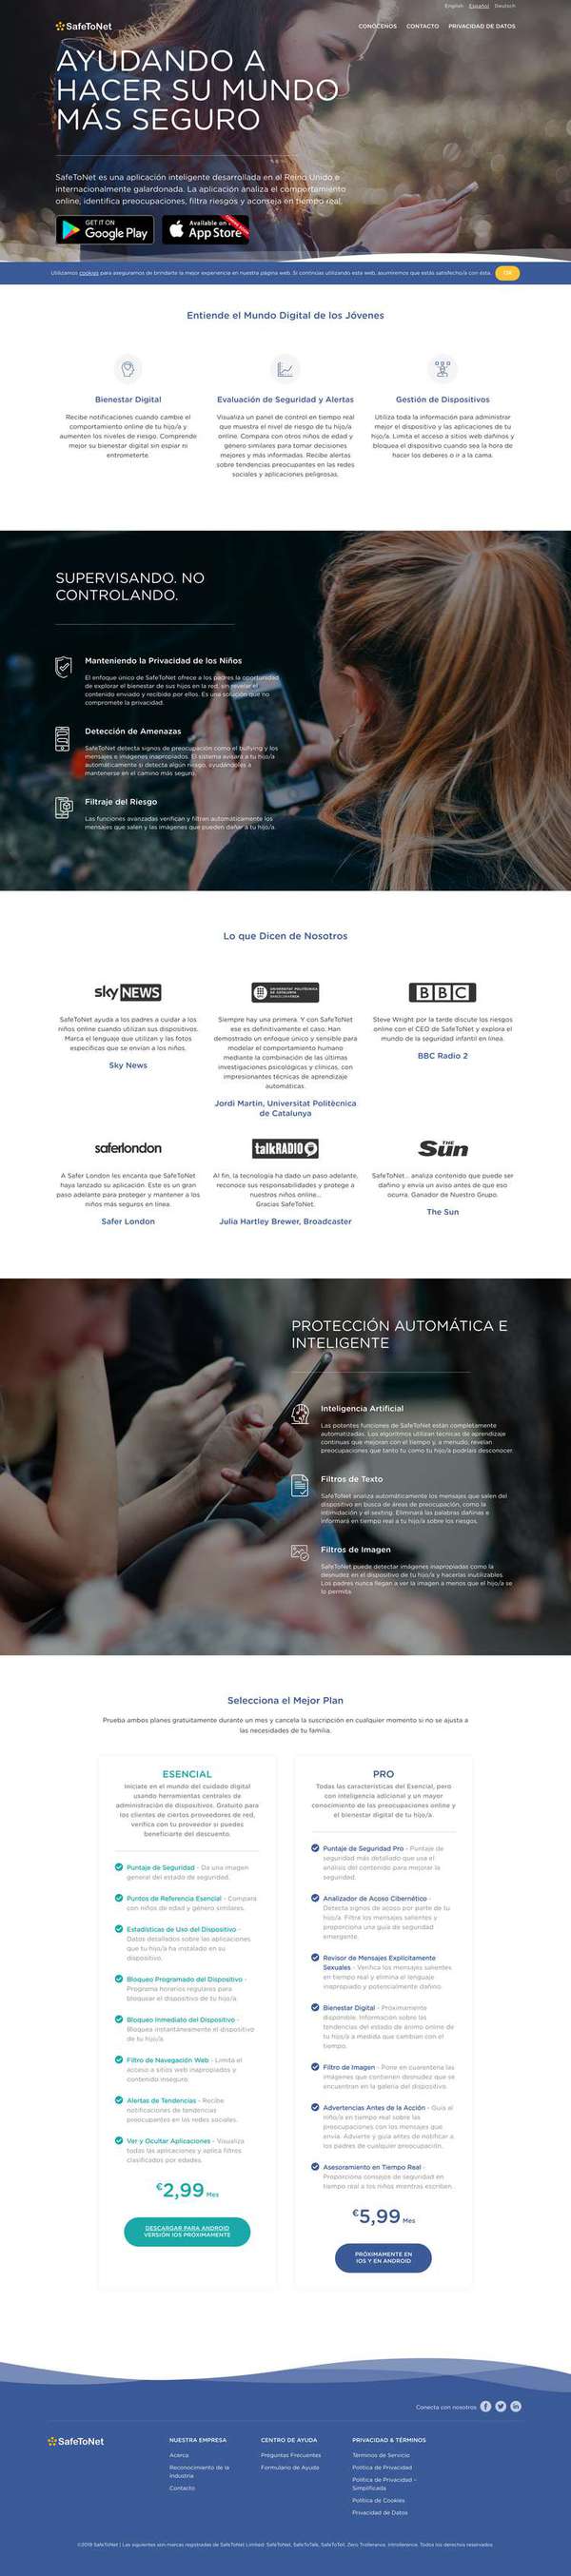 English Español Deutsch
SafeToNet
CONÓCENOS CONTACTO PRIVACIDAD DE DATOS
AYUDANDO A
HACER SU MUNDO
MÁS SEGURO
SafeToNet es una aplicación inteligente desarrollada en el Reino Unido e
internacionalmente galardonada. La aplicación analiza el comportamiento
online, identifica preocupaciones, filtra riesgos y aconseja en tiempo real.
GET IT ON
Google Play
Available on
App Store
Utilizamos cookies para asegurarnos de brindarte la mejor experiencia en nuestra página web. Si continúas utilizando esta web, asumiremos que estás satisfecho/a con ésta.
OK
Entiende el Mundo Digital de los Jóvenes
Bienestar Digital
Recibe notificaciones cuando cambie el
comportamiento online de tu hijo/a y
aumenten los niveles de riesgo. Comprende
mejor su bienestar digital sin espiar ni
entrometerte.
Evaluación de Seguridad y Alertas
Visualiza un panel de control en tiempo real
que muestra el nivel de riesgo de tu hijo/a
online. Compara con otros niños de edad y
género similares para tomar decisiones
mejores y más informadas. Recibe alertas
sobre tendencias preocupantes en las redes
sociales y aplicaciones peligrosas.
Gestión de Dispositivos
Utiliza toda la información para administrar
mejor el dispositivo y las aplicaciones de tu
hijo/a. Limita el acceso a sitios web dañinos y
bloquea el dispositivo cuando sea la hora de
hacer los deberes o ir a la cama.
SUPERVISANDO. NO
CONTROLANDO.
Manteniendo la Privacidad de los Niños
El enfoque único de SafeToNet ofrece a los padres la oportunidad
de explorar el bienestar de sus hijos en la red, sin revelar el
contenido enviado y recibido por ellos. Es una solución que no
compromete la privacidad.
Detección de Amenazas
SafeToNet detecta signos de preocupación como el bullying y los
mensajes e imágenes inapropiados. El sistema avisará a tu hijo/a
automáticamente si detecta algún riesgo, ayudándoles a
mantenerse en el camino más seguro.
Filtraje del Riesgo
Las funciones avanzadas verifican y filtran automáticamente los
mensajes que salen y las imágenes que pueden dañar a tu hijo/a.
Lo que Dicen de Nosotros
sky NEWS
SafeToNet ayuda a los padres a cuidar a los
niños online cuando utilizan sus dispositivos.
Marca el lenguaje que utilizan y las fotos
específicas que se envían a los niños.
Sky News
UNIVERSITAT POLITÈCNICA
DE CATALUNYA
BARCELONATECH
Siempre hay una primera. Y con SafeToNet
ese es definitivamente el caso. Han
demostrado un enfoque único y sensible para
modelar el comportamiento humano
mediante la combinación de las últimas
investigaciones psicológicas y clínicas, con
impresionantes técnicas de aprendizaje
automáticas.
Jordi Martin, Universitat Politècnica
de Catalunya
BBC
Steve Wright por la tarde discute los riesgos
online con el CEO de SafeToNet y explora el
mundo de la seguridad infantil en línea.
BBC Radio 2
saferlondon
A Safer London les encanta que SafeToNet
haya lanzado su aplicación. Este es un gran
paso adelante para proteger y mantener a los
niños más seguros en línea.
Safer London
talkRADIO
Al fin, la tecnología ha dado un paso adelante,
reconoce sus responsabilidades y protege a
nuestros niños online...
Gracias SafeToNet.
Julia Hartley Brewer, Broadcaster
THE
Sun
SafeToNet... analiza contenido que puede ser
dañino y envía un aviso antes de que eso
ocurra. Ganador de Nuestro Grupo.
The Sun
PROTECCIÓN AUTOMÁTICA E
INTELIGENTE
Inteligencia Artificial
Las potentes funciones de SafeToNet están completamente
automatizadas. Los algoritmos utilizan técnicas de aprendizaje
continuas que mejoran con el tiempo y, a menudo, revelan
preocupaciones que tanto tu como tu hijo/a podríais desconocer.
Filtros de Texto
SafeToNet analiza automáticamente los mensajes que salen del
dispositivo en busca de áreas de preocupación, como la
intimidación y el sexting. Eliminará las palabras dañinas e
informará en tiempo real a tu hijo/a sobre los riesgos.
Filtros de Imagen
SafeToNet puede detectar imágenes inapropiadas como la
desnudez en el dispositivo de tu hijo/a y hacerlas inutilizables.
Los padres nunca llegan a ver la imagen a menos que el hijo/a se
lo permita.
Selecciona el Mejor Plan
Prueba ambos planes gratuitamente durante un mes y cancela la suscripción en cualquier momento si no se ajusta a
las necesidades de tu familia.
ESENCIAL
Iníciate en el mundo del cuidado digital
usando herramientas centrales de
administración de dispositivos. Gratuito para
los clientes de ciertos proveedores de red,
verifica con tu proveedor si puedes
beneficiarte del descuento.
Puntaje de Seguridad - Da una imagen
general del estado de seguridad.
Puntos de Referencia Esencial - Compara
con niños de edad y género similares.
Estadísticas de Uso del Dispositivo -
Datos detallados sobre las aplicaciones
que tu hijo/a ha instalado en su
dispositivo.
Bloqueo Programado del Dispositivo -
Programa horarios regulares para
bloquear el dispositivo de tu hijo/a.
Bloqueo Inmediato del Dispositivo -
Bloquea instantáneamente el dispositivo
de tu hijo/a.
Filtro de Navegación Web - Limita el
acceso a sitios web inapropiados y
contenido inseguro.
Alertas de Tendencias - Recibe
notificaciones de tendencias
preocupantes en las redes sociales.
Ver y Ocultar Aplicaciones - Visualiza
todas las aplicaciones y aplica filtros
clasificados por edades.
€2,99 Mes
DESCARGAR PARA ANDROID
VERSIÓN IOS PRÓXIMAMENTE
PRO
Todas las características del Esencial, pero
con inteligencia adicional y un mayor
conocimiento de las preocupaciones online y
el bienestar digital de tu hijo/a.
Puntaje de Seguridad Pro - Puntaje de
seguridad más detallado que usa el
análisis del contenido para mejorar la
seguridad.
Analizador de Acoso Cibernético -
Detecta signos de acoso por parte de tu
hijo/a. Filtra los mensajes salientes y
proporciona una guía de seguridad
emergente.
Revisor de Mensajes Explícitamente
Sexuales - Verifica los mensajes salientes
en tiempo real y elimina el lenguaje
inapropiado y potencialmente dañino.
Bienestar Digital - Próximamente
disponible. Información sobre las
tendencias del estado de ánimo online de
tu hijo/a a medida que cambian con el
tiempo.
Filtro de Imagen - Pone en cuarentena las
imágenes que contienen desnudez que se
encuentran en la galería del dispositivo.
Advertencias Antes de la Acción - Guía al
niño/a en tiempo real sobre las
preocupaciones con los mensajes que
envía. Advierte y guía antes de notificar a
los padres de cualquier preocupación.
Asesoramiento en Tiempo Real -
Proporciona consejos de seguridad en
tiempo real a los niños mientras escriben.
€5,99 Mes
PRÓXIMAMENTE EN
IOS Y EN ANDROID
Conecta con nosotros
SafeToNet
NUESTRA EMPRESA
Acerca
Reconocimiento de la
Industria
Contacto
CENTRO DE AYUDA
Preguntas Frecuentes
Formulario de Ayuda
PRIVACIDAD & TÉRMINOS
Términos de Servicio
Política de Privacidad
Política de Privacidad –
Simplificada
Política de Cookies
Privacidad de Datos
©2019 SafeToNet | Las siguientes son marcas registradas de SafeToNet Limited: SafeToNet, SafeToTalk, SafeToTot, Zero Trollerance, Introllerance. Todos los derechos reservados.